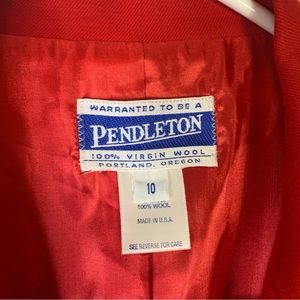 WARRANTED TO BE A
PENDLETON
100% VIRGIN WOOL
PORTLAND, OREGON
10
100% WOOL
MADE IN U.S.A.
SEE REVERSE FOR CARE